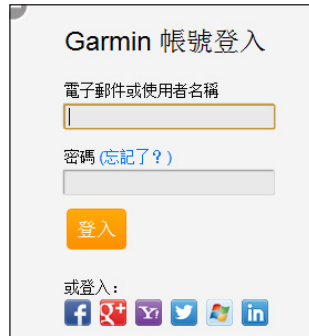 Garmin 帳號登入
電子郵件或使用者名稱
密碼 (忘記了？)
登入
或登入：
f g+ Y! in